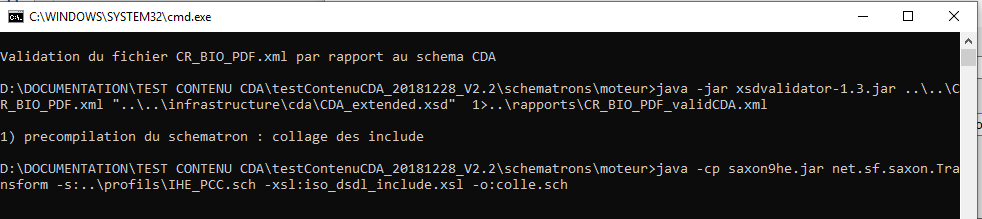 C:\WINDOWS\SYSTEM32\cmd.exe
Validation du fichier CR_BIO_PDF.xml par rapport au schema CDA
D:\DOCUMENTATION\TEST CONTENU CDA\testContenuCDA_20181228_V2.2\schematrons\moteur>java -jar xsdvalidator-1.3.jar ..\..\C
R_BIO_PDF.xml "..\..\infrastructure\cda\CDA_extended.xsd"  1>..\rapports\CR_BIO_PDF_validCDA.xml
1) precompilation du schematron : collage des include
D:\DOCUMENTATION\TEST CONTENU CDA\testContenuCDA_20181228_V2.2\schematrons\moteur>java -cp saxon9he.jar net.sf.saxon.Tra
nsform -s:..\profils\IHE_PCC.sch -xsl:iso_dsdl_include.xsl -o:colle.sch